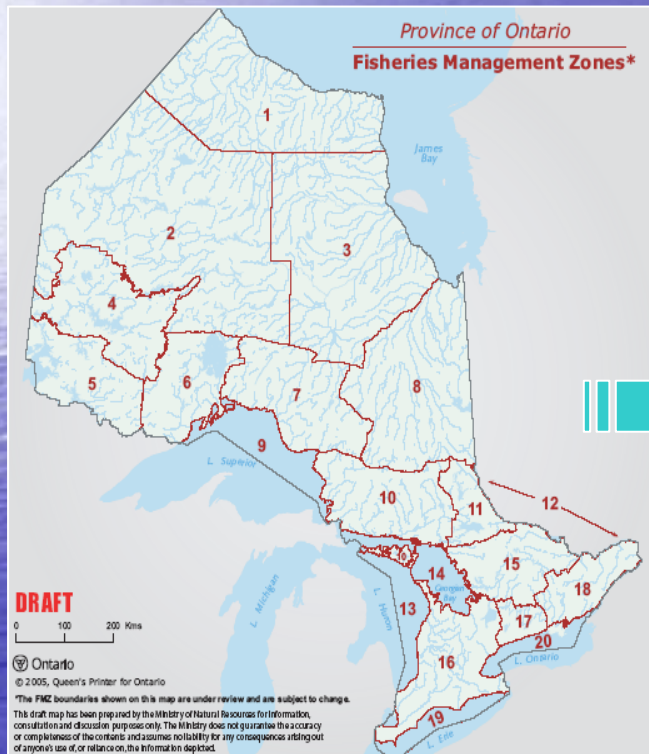 Province of Ontario
Fisheries Management Zones*
1
James
Bay
2
3
4
5
6
7
8
9
L. Superior
10
11
12
L. Michigan
L. Huron
13
14
Georgian
Bay
15
18
17
20
L. Ontario
16
19
L. Erie
DRAFT
0 100 200 Kms
Ontario
© 2005, Queen's Printer for Ontario
*The FMZ boundaries shown on this map are under review and are subject to change.
This draft map has been prepared by the Ministry of Natural Resources for information,
consultation and discussion purposes only. The Ministry does not guarantee the accuracy
or completeness of the contents and assumes no liability for any consequences arising out
of anyone's use of, or reliance on, the information depicted.